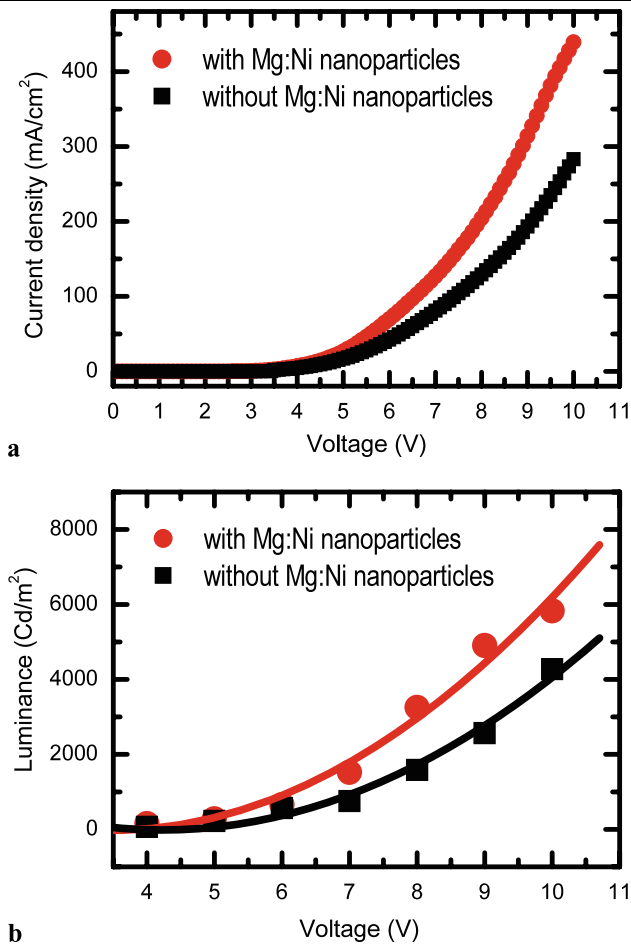 400
300
200
100
0
Current density (mA/cm²)
with Mg:Ni nanoparticles
without Mg:Ni nanoparticles
0 1 2 3 4 5 6 7 8 9 10 11
Voltage (V)
a
8000
6000
4000
2000
0
Luminance (Cd/m²)
with Mg:Ni nanoparticles
without Mg:Ni nanoparticles
4 5 6 7 8 9 10 11
Voltage (V)
b